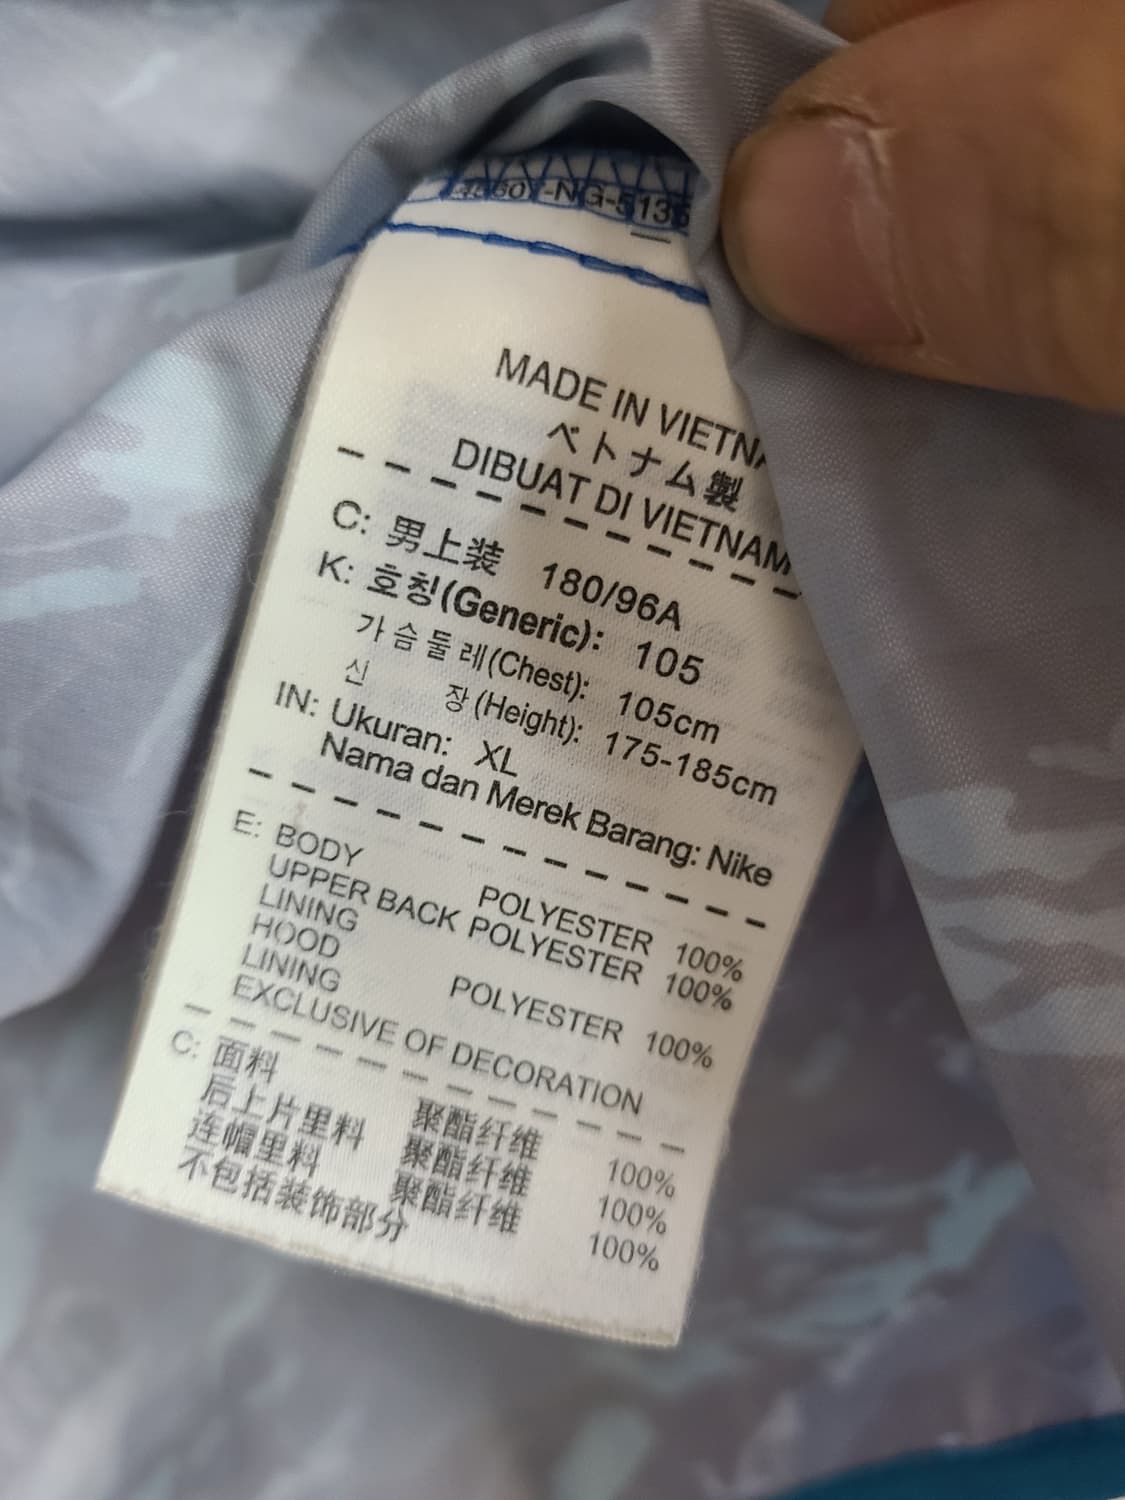 -NG-5135
MADE IN VIETNA
ベトナム製
DIBUAT DI VIETNAM
C: 男上装 180/96A
K: 호칭(Generic): 105
가슴둘레(Chest): 105cm
신 장(Height): 175-185cm
IN: Ukuran: XL
Nama dan Merek Barang: Nike
E: BODY POLYESTER 100%
UPPER BACK POLYESTER 100%
LINING
HOOD POLYESTER 100%
LINING
EXCLUSIVE OF DECORATION
C: 面料 聚酯纤维 100%
后上片里料 聚酯纤维 100%
连帽里料 聚酯纤维 100%
不包括装饰部分